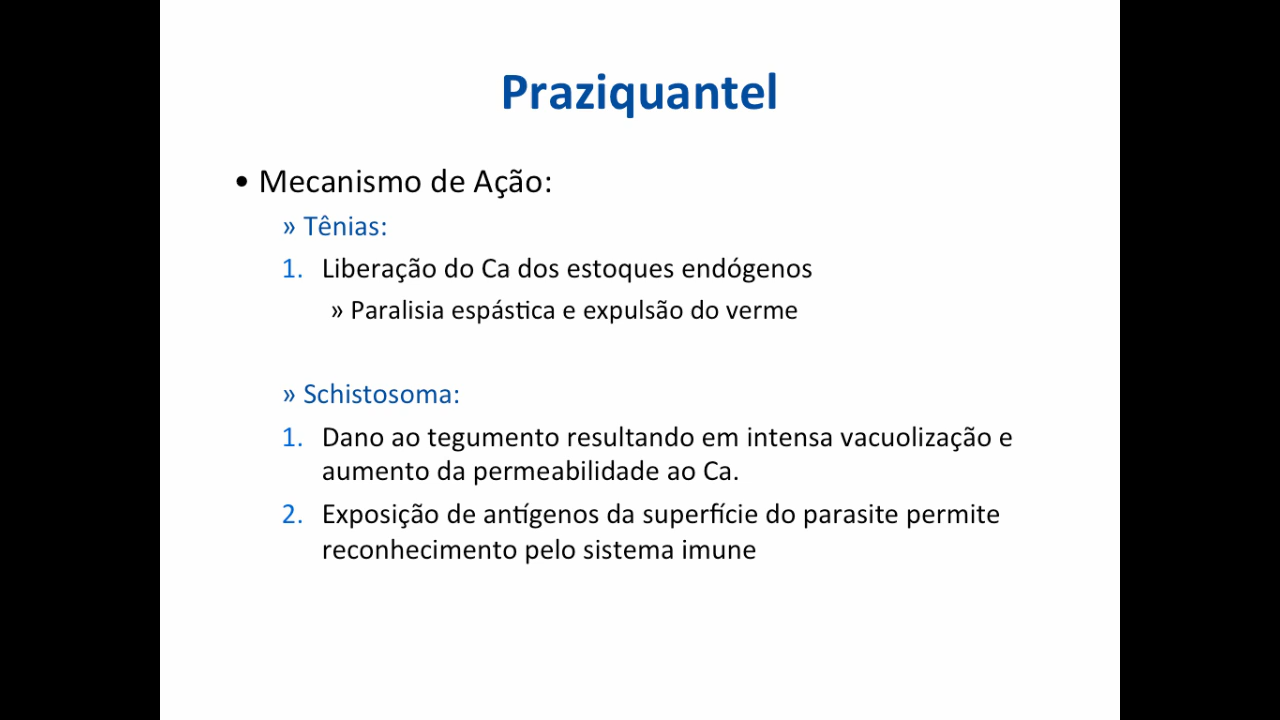 Praziquantel
• Mecanismo de Ação:
» Tênias:
1. Liberação do Ca dos estoques endógenos
» Paralisia espástica e expulsão do verme
» Schistosoma:
1. Dano ao tegumento resultando em intensa vacuolização e
aumento da permeabilidade ao Ca.
2. Exposição de antígenos da superfície do parasite permite
reconhecimento pelo sistema imune